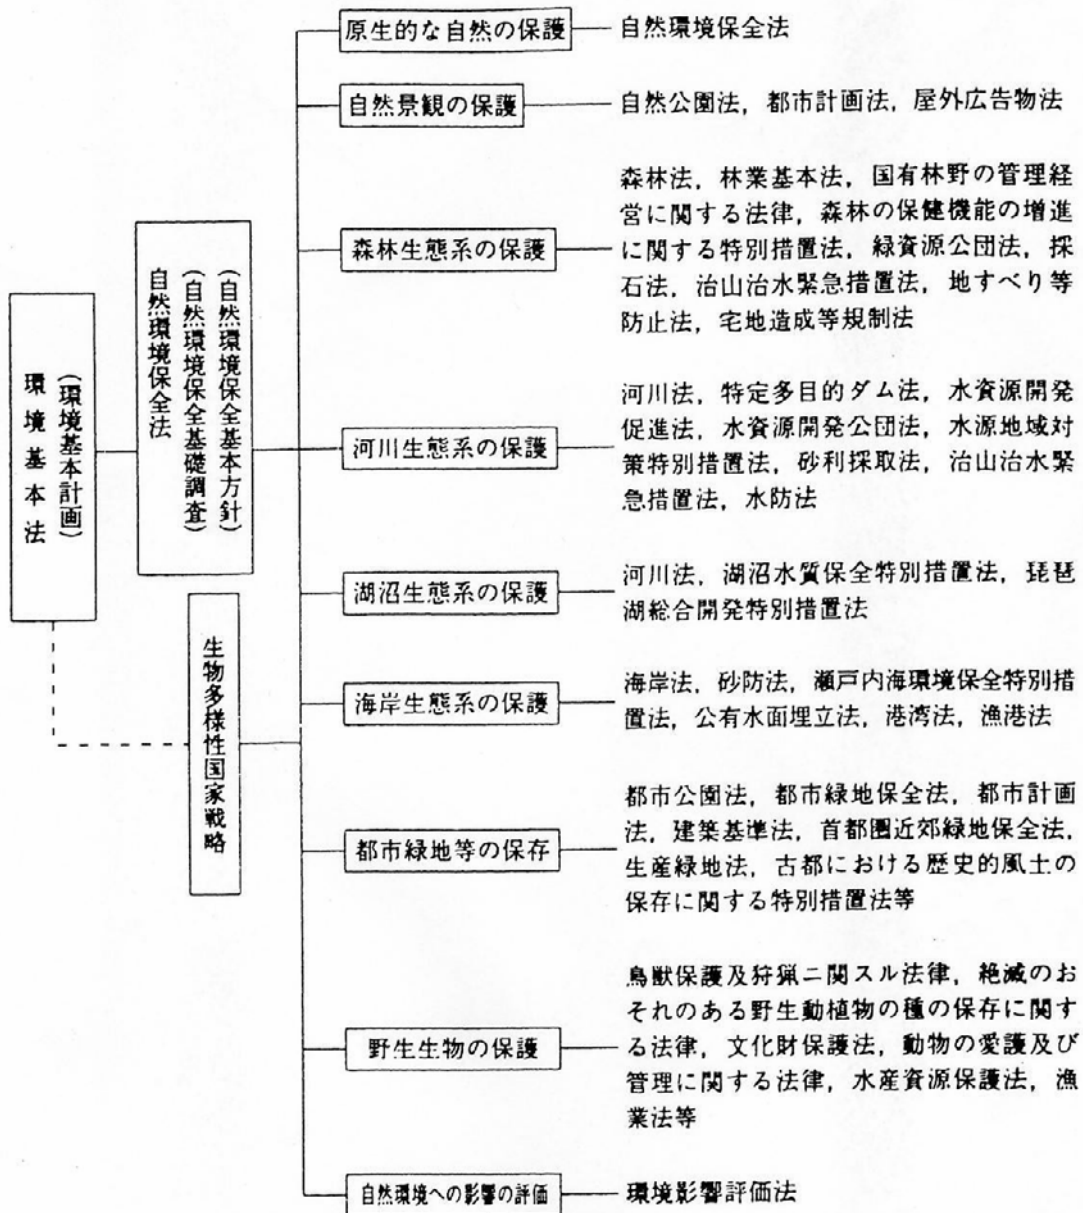 環境基本法
（環境基本計画）
自然環境保全法
（自然環境保全基礎調査）
（自然環境保全基本方針）
生物多様性国家戦略
原生的な自然の保護
自然環境保全法
自然景観の保護
自然公園法，都市計画法，屋外広告物法
森林生態系の保護
森林法，林業基本法，国有林野の管理経
営に関する法律，森林の保健機能の増進
に関する特別措置法，緑資源公団法，採
石法，治山治水緊急措置法，地すべり等
防止法，宅地造成等規制法
河川生態系の保護
河川法，特定多目的ダム法，水資源開発
促進法，水資源開発公団法，水源地域対
策特別措置法，砂利採取法，治山治水緊
急措置法，水防法
湖沼生態系の保護
河川法，湖沼水質保全特別措置法，琵琶
湖総合開発特別措置法
海岸生態系の保護
海岸法，砂防法，瀬戸内海環境保全特別措
置法，公有水面埋立法，港湾法，漁港法
都市緑地等の保存
都市公園法，都市緑地保全法，都市計画
法，建築基準法，首都圏近郊緑地保全法，
生産緑地法，古都における歴史的風土の
保存に関する特別措置法等
野生生物の保護
鳥獣保護及狩猟ニ関スル法律，絶滅のお
それのある野生動植物の種の保存に関す
る法律，文化財保護法，動物の愛護及び
管理に関する法律，水産資源保護法，漁
業法等
自然環境への影響の評価
環境影響評価法